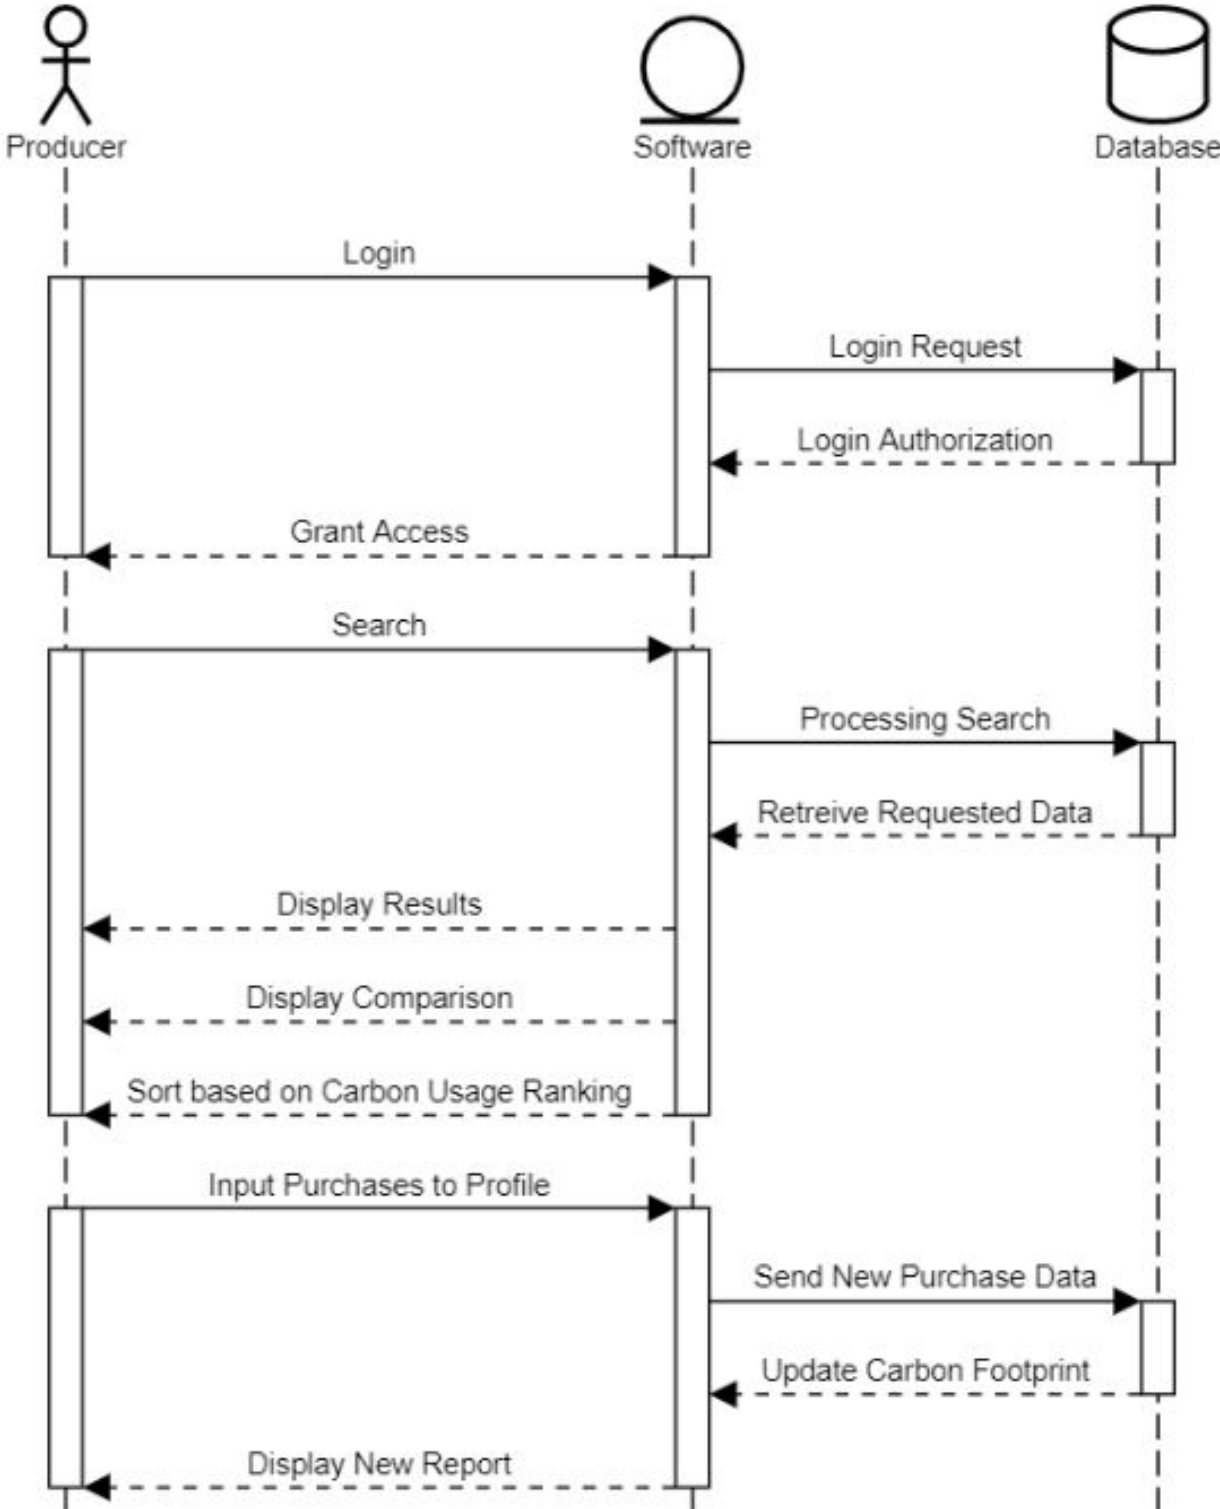 Producer
Software
Database
Login
Login Request
Login Authorization
Grant Access
Search
Processing Search
Retreive Requested Data
Display Results
Display Comparison
Sort based on Carbon Usage Ranking
Input Purchases to Profile
Send New Purchase Data
Update Carbon Footprint
Display New Report